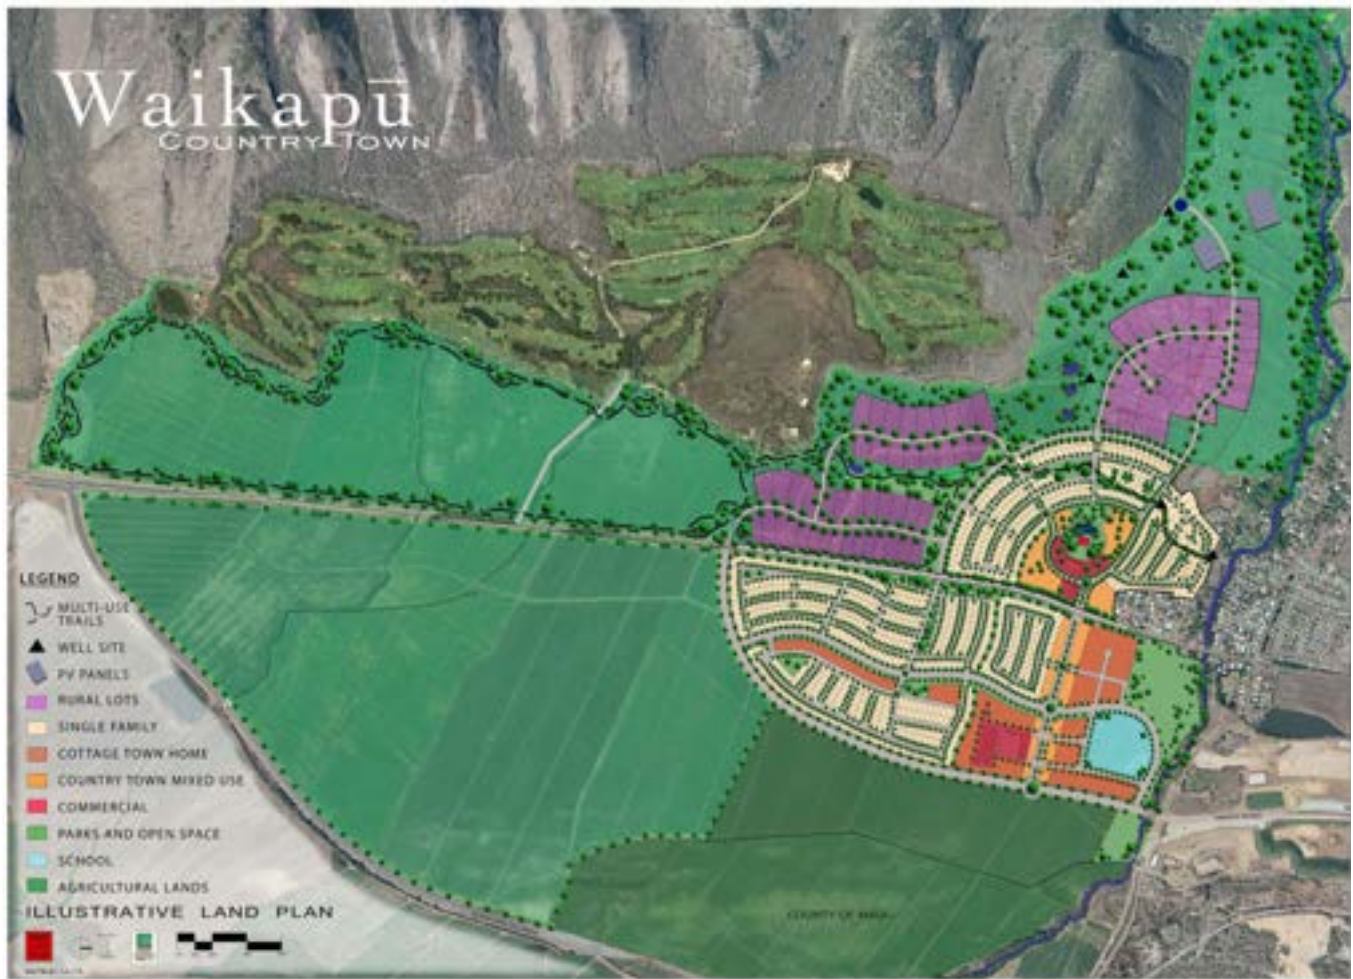 Waikapū
COUNTRY TOWN
LEGEND
MULTI-USE
TRAILS
WELL SITE
PV PANELS
RURAL LOTS
SINGLE FAMILY
COTTAGE TOWN HOME
COUNTRY TOWN MIXED USE
COMMERCIAL
PARKS AND OPEN SPACE
SCHOOL
AGRICULTURAL LANDS
ILLUSTRATIVE LAND PLAN
COUNTY OF MAUI